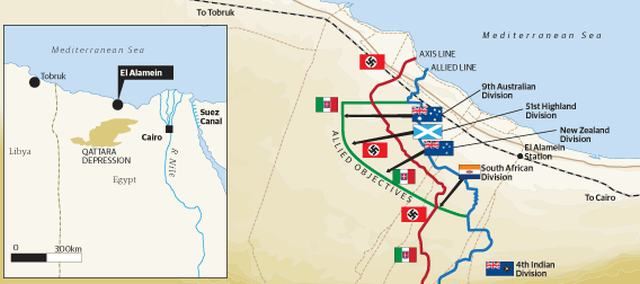 To Tobruk
Mediterranean Sea
Tobruk
El Alamein
Suez
Canal
Cairo
QATTARA
DEPRESSION
Libya
Egypt
R. NILE
0
300km
Mediterranean Sea
AXIS LINE
ALLIED LINE
9th Australian
Division
51st Highland
Division
New Zealand
Division
El Alamein
Station
South African
Division
ALLIED OBJECTIVES
To Cairo
4th Indian
Division